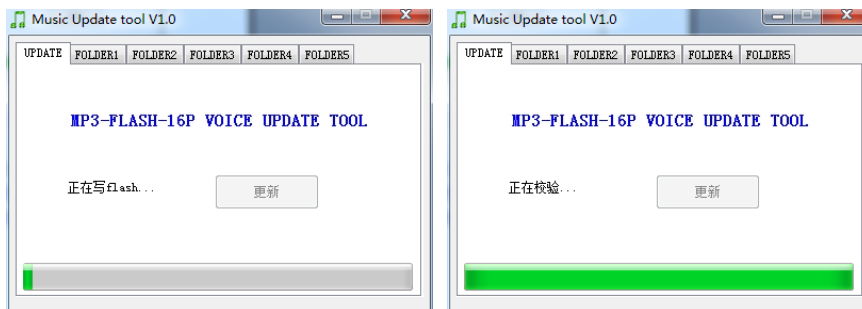 Music Update tool V1.0
UPDATE FOLDER1 FOLDER2 FOLDER3 FOLDER4 FOLDER5
MP3-FLASH-16P VOICE UPDATE TOOL
正在写flash...
更新
Music Update tool V1.0
UPDATE FOLDER1 FOLDER2 FOLDER3 FOLDER4 FOLDER5
MP3-FLASH-16P VOICE UPDATE TOOL
正在校验...
更新